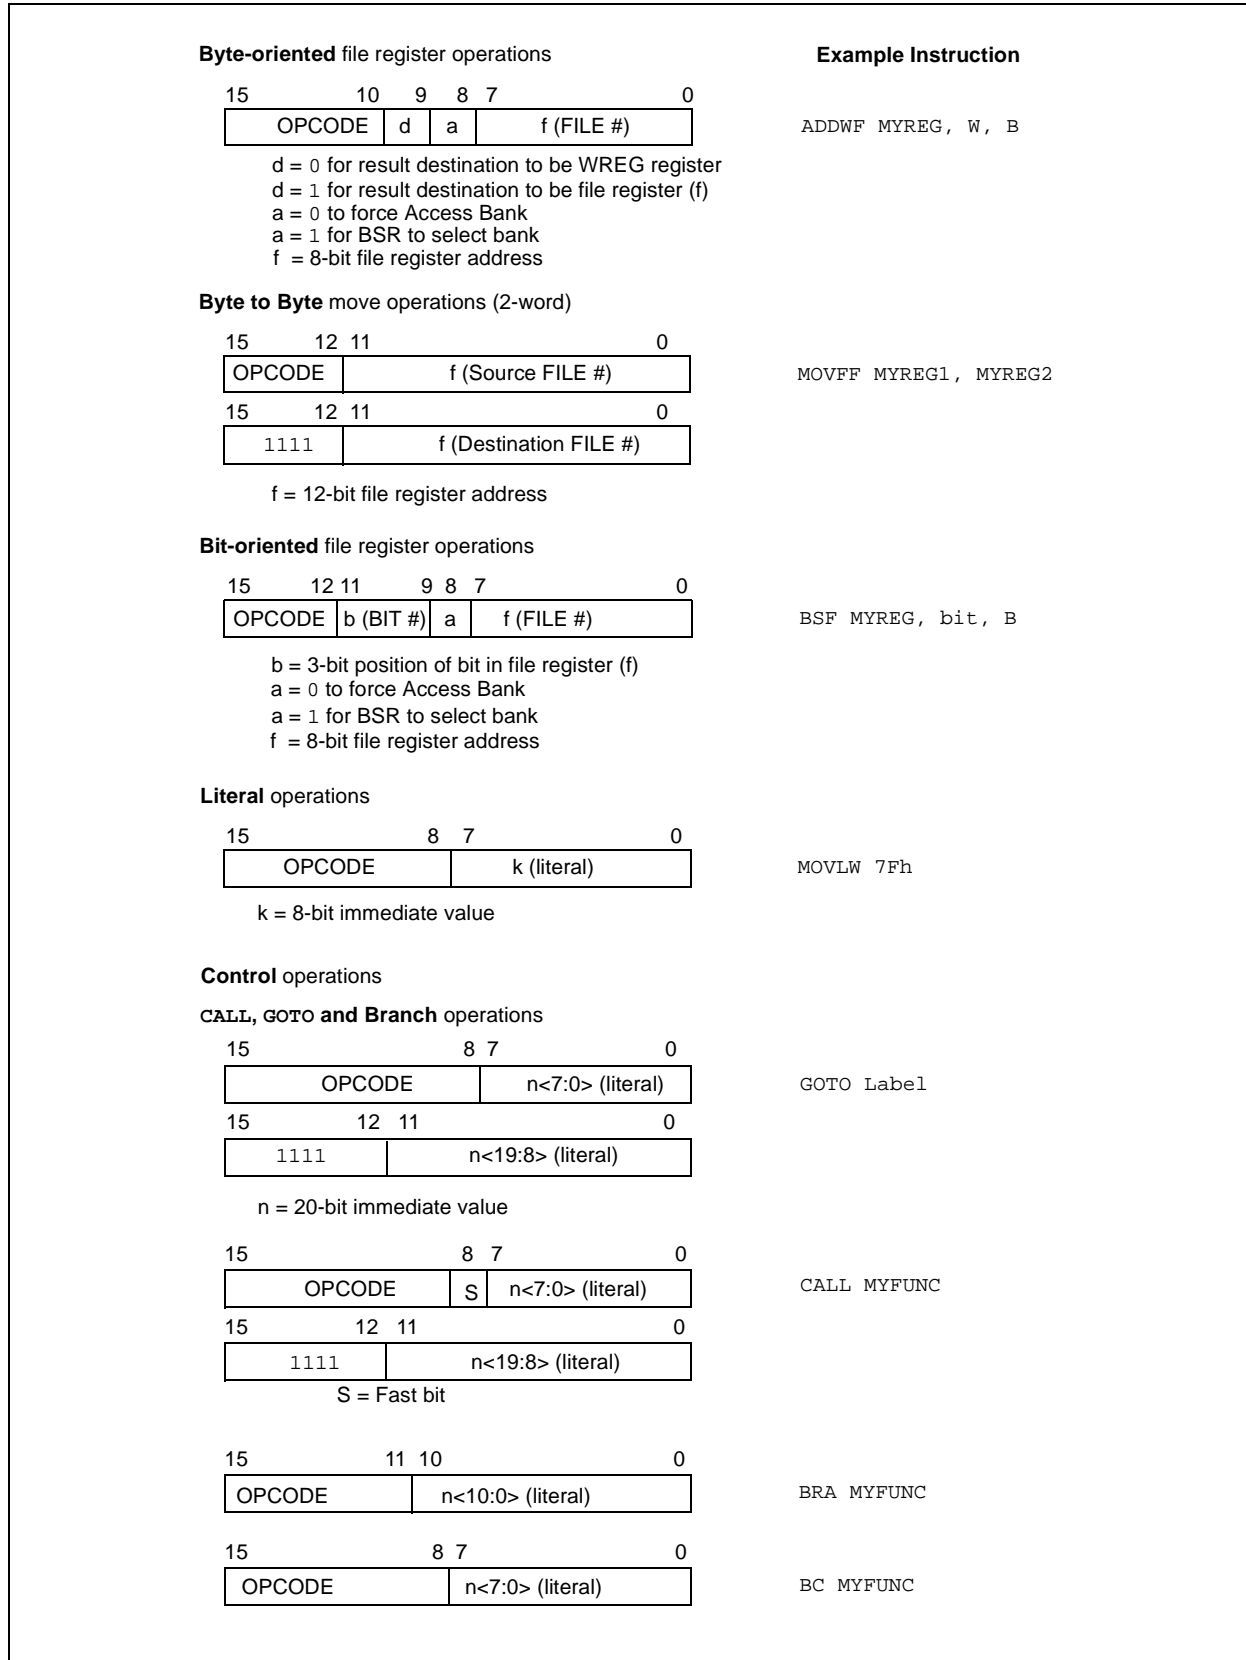 Byte-oriented file register operations Example Instruction
15 10 9 8 7 0
OPCODE d a f (FILE #) ADDWF MYREG, W, B
d = 0 for result destination to be WREG register
d = 1 for result destination to be file register (f)
a = 0 to force Access Bank
a = 1 for BSR to select bank
f = 8-bit file register address
Byte to Byte move operations (2-word)
15 12 11 0
OPCODE f (Source FILE #) MOVFF MYREG1, MYREG2
15 12 11 0
1111 f (Destination FILE #)
f = 12-bit file register address
Bit-oriented file register operations
15 12 11 9 8 7 0
OPCODE b (BIT #) a f (FILE #) BSF MYREG, bit, B
b = 3-bit position of bit in file register (f)
a = 0 to force Access Bank
a = 1 for BSR to select bank
f = 8-bit file register address
Literal operations
15 8 7 0
OPCODE k (literal) MOVLW 7Fh
k = 8-bit immediate value
Control operations
CALL, GOTO and Branch operations
15 8 7 0
OPCODE n<7:0> (literal) GOTO Label
15 12 11 0
1111 n<19:8> (literal)
n = 20-bit immediate value
15 8 7 0
OPCODE S n<7:0> (literal) CALL MYFUNC
15 12 11 0
1111 n<19:8> (literal)
S = Fast bit
15 11 10 0
OPCODE n<10:0> (literal) BRA MYFUNC
15 8 7 0
OPCODE n<7:0> (literal) BC MYFUNC